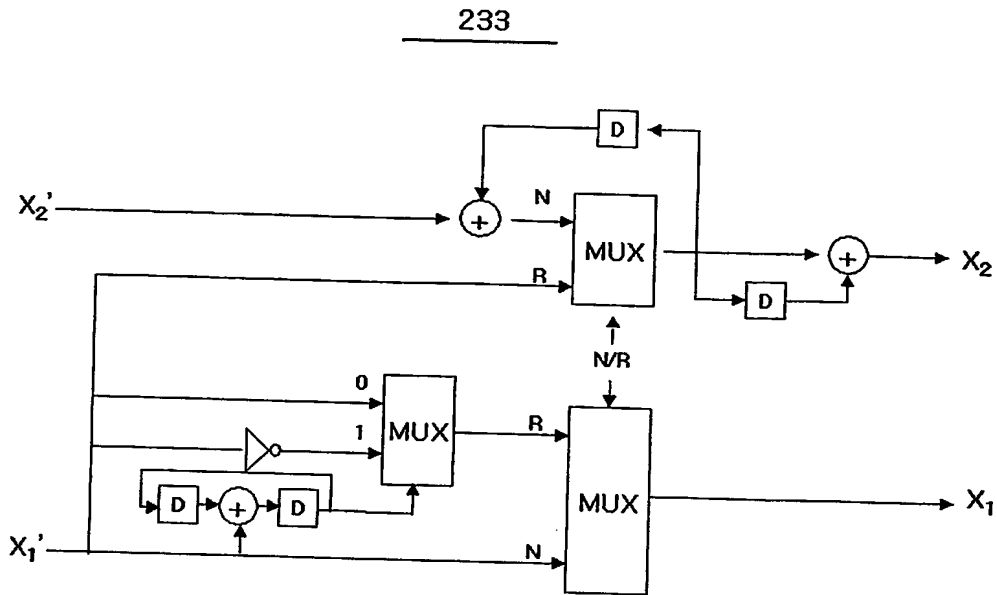 233
D
X2'
+
N
MUX
+
X2
R
D
N/R
0
MUX
R
1
MUX
X1
D
+
D
X1'
N